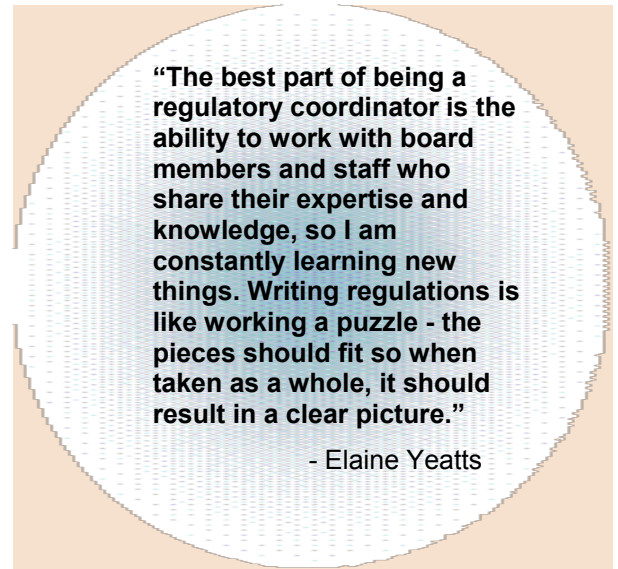 “The best part of being a
regulatory coordinator is the
ability to work with board
members and staff who
share their expertise and
knowledge, so I am
constantly learning new
things. Writing regulations is
like working a puzzle - the
pieces should fit so when
taken as a whole, it should
result in a clear picture.”
- Elaine Yeatts